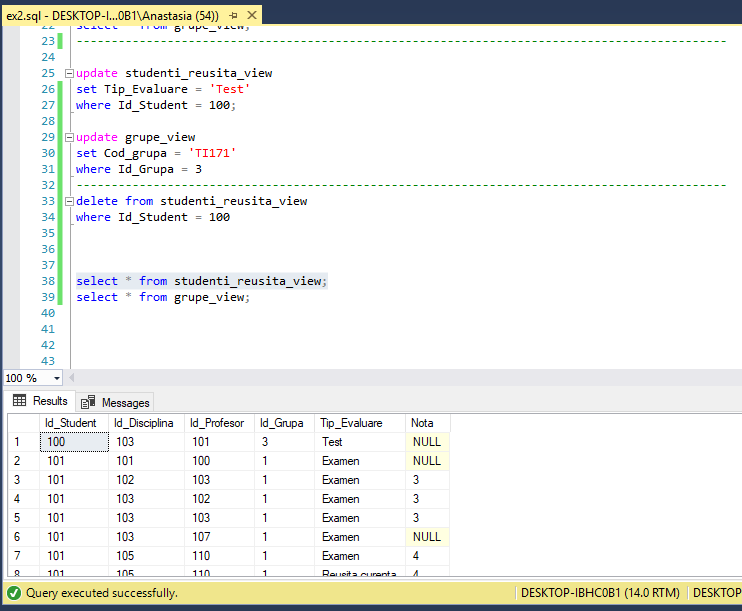 ex2.sql - DESKTOP-I...0B1\Anastasia (54))
22 select * from grupe_view;
23 --------------------------------------------------------------------------------
24
25 update studenti_reusita_view
26 set Tip_Evaluare = 'Test'
27 where Id_Student = 100;
28
29 update grupe_view
30 set Cod_grupa = 'TI171'
31 where Id_Grupa = 3
32 --------------------------------------------------------------------------------
33 delete from studenti_reusita_view
34 where Id_Student = 100
35
36
37
38 select * from studenti_reusita_view;
39 select * from grupe_view;
40
41
42
43
100 %
Results Messages
Id_Student Id_Disciplina Id_Profesor Id_Grupa Tip_Evaluare Nota
1 100 103 101 3 Test NULL
2 101 101 100 1 Examen NULL
3 101 102 103 1 Examen 3
4 101 103 102 1 Examen 3
5 101 103 103 1 Examen 3
6 101 103 107 1 Examen NULL
7 101 105 110 1 Examen 4
8 101 105 110 1 Reusita curenta 4
Query executed successfully. DESKTOP-IBHC0B1 (14.0 RTM) DESKTOP